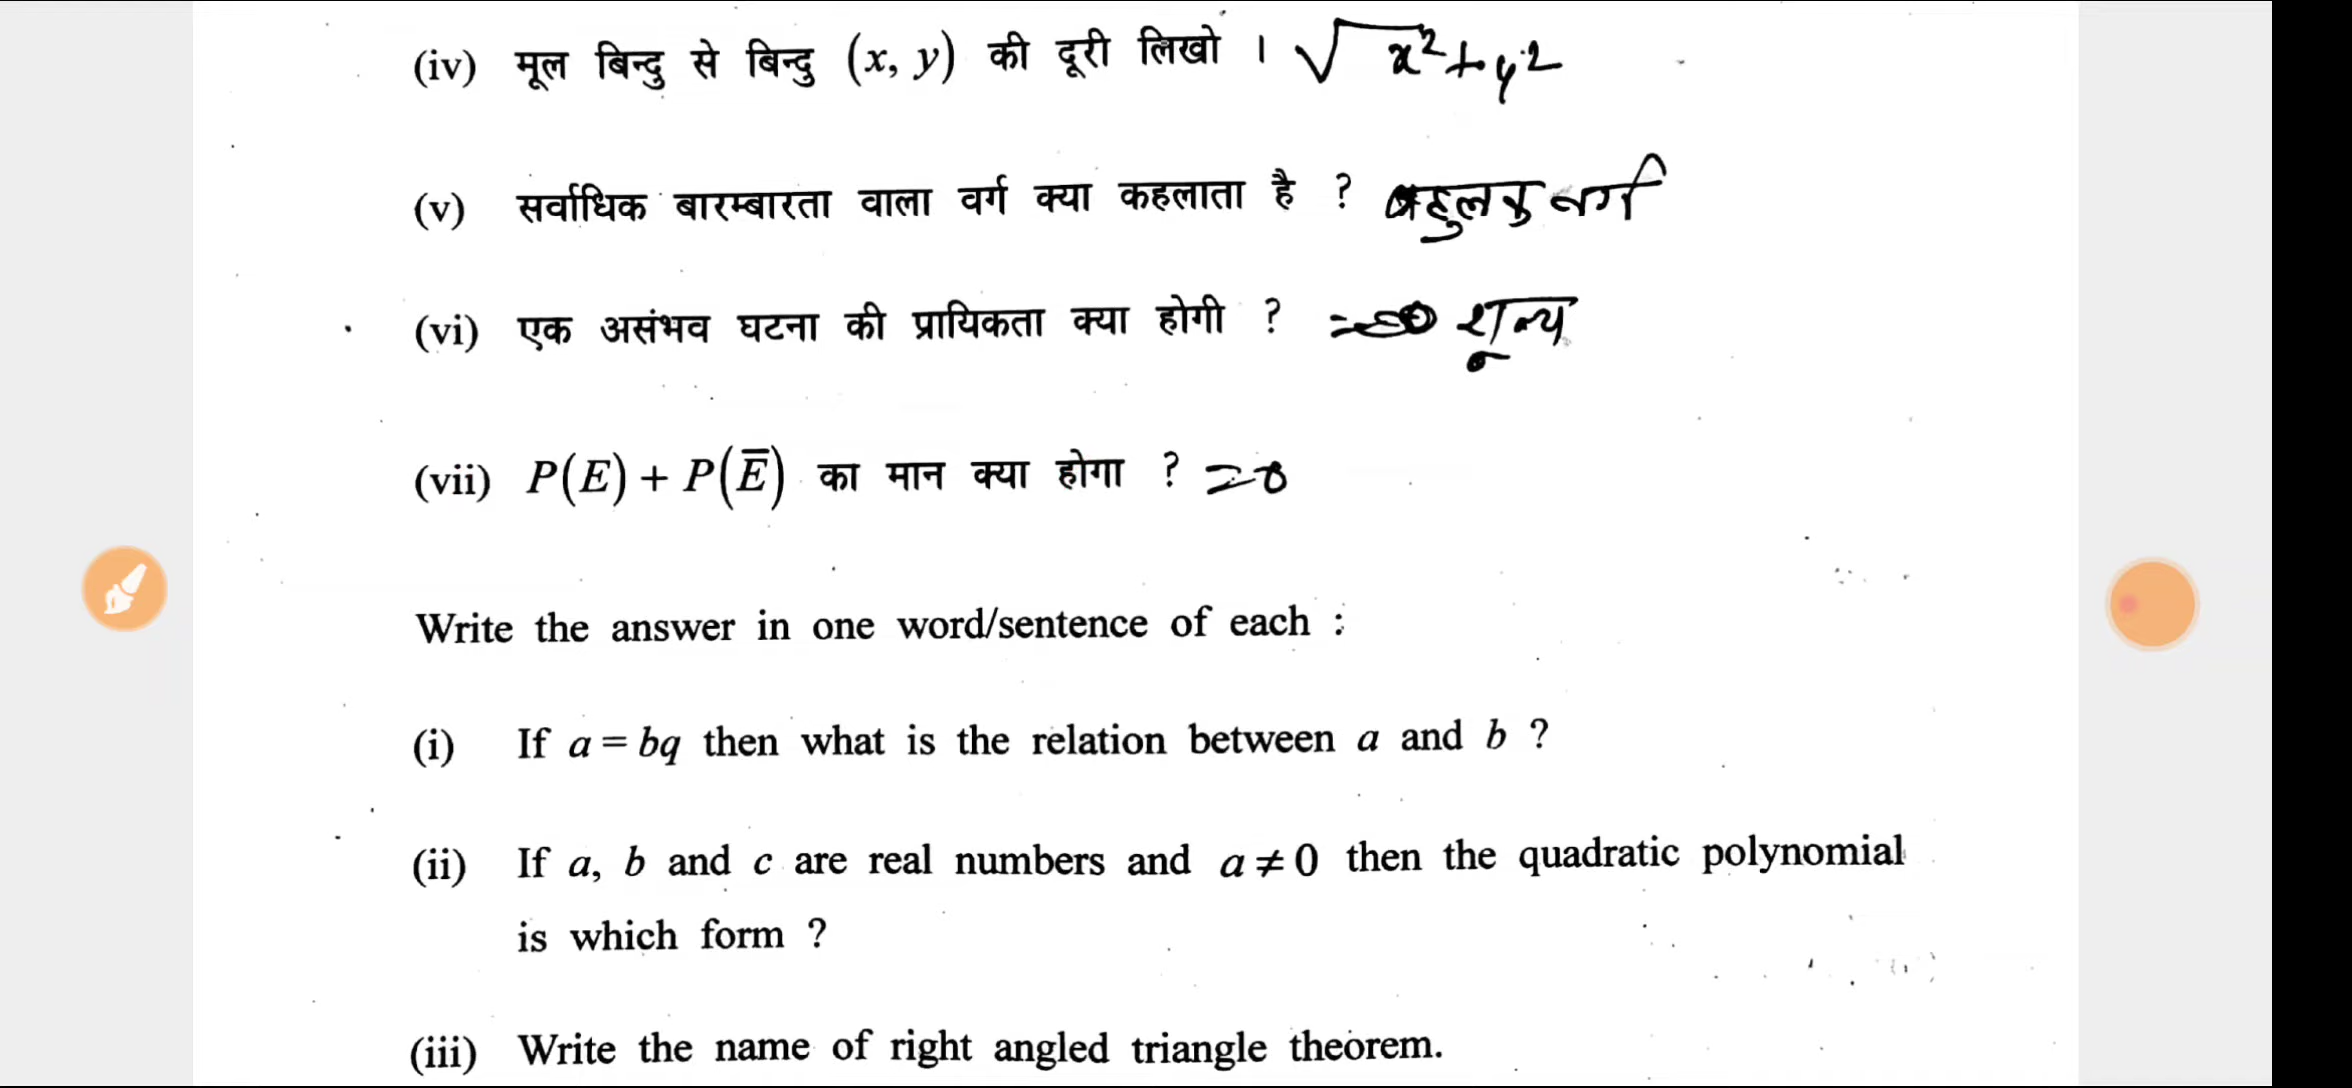 (iv) मूल बिन्दु से बिन्दु (x, y) की दूरी लिखो । √x²+y²
(v) सर्वाधिक बारम्बारता वाला वर्ग क्या कहलाता है ? बहुलक वर्ग
(vi) एक असंभव घटना की प्रायिकता क्या होगी ? = 0 शून्य
(vii) P(E) + P(E̅) का मान क्या होगा ? = 0
Write the answer in one word/sentence of each :
(i) If a = bq then what is the relation between a and b ?
(ii) If a, b and c are real numbers and a ≠ 0 then the quadratic polynomial
is which form ?
(iii) Write the name of right angled triangle theorem.